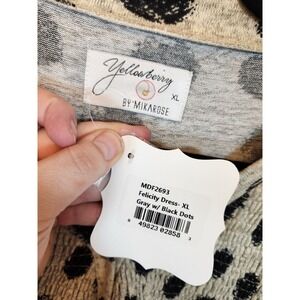 Yellowberry
XL
BY MIKAROSE
MDF2693
Felicity Dress- XL
Gray w/ Black Dots
49823 02858